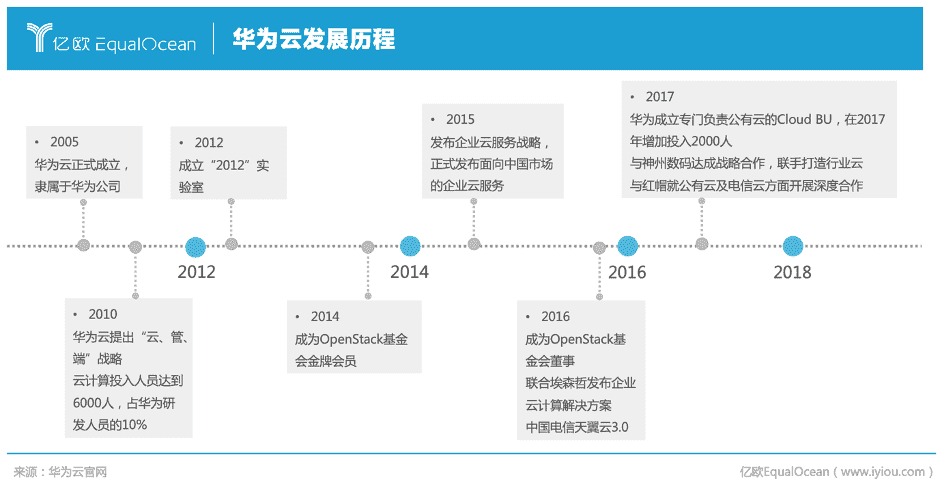 亿欧 EqualOcean
华为云发展历程
• 2005
华为云正式成立，
隶属于华为公司
• 2012
成立“2012”实
验室
• 2015
发布企业云服务战略，
正式发布面向中国市场
的企业云服务
• 2017
华为成立专门负责公有云的Cloud BU，在2017
年增加投入2000人
与神州数码达成战略合作，联手打造行业云
与红帽就公有云及电信云方面开展深度合作
2012
2014
2016
2018
• 2010
华为云提出“云、管、
端”战略
云计算投入人员达到
6000人，占华为研
发人员的10%
• 2014
成为OpenStack基金
会金牌会员
• 2016
成为OpenStack基
金会董事
联合埃森哲发布企业
云计算解决方案
中国电信天翼云3.0
来源：华为云官网
亿欧EqualOcean（www.iyiou.com）